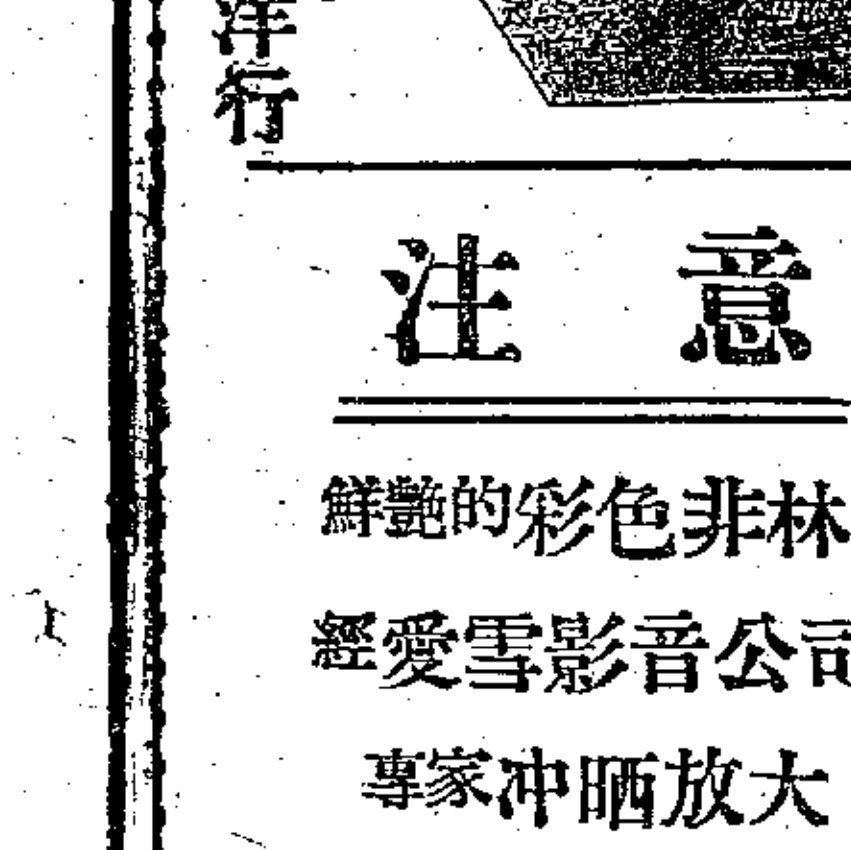 洋行
注意
鮮艷的彩色非林
經愛雪影音公司
專家冲晒放大